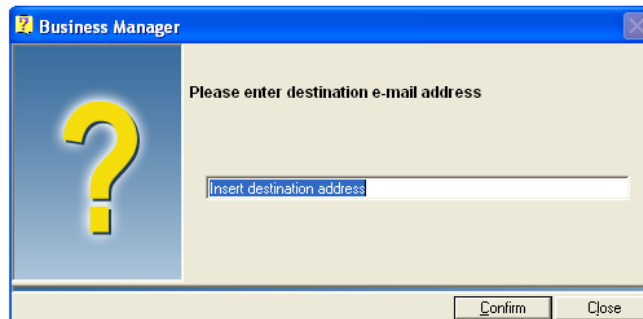 Business Manager
Please enter destination e-mail address
Insert destination address
Confirm
Close